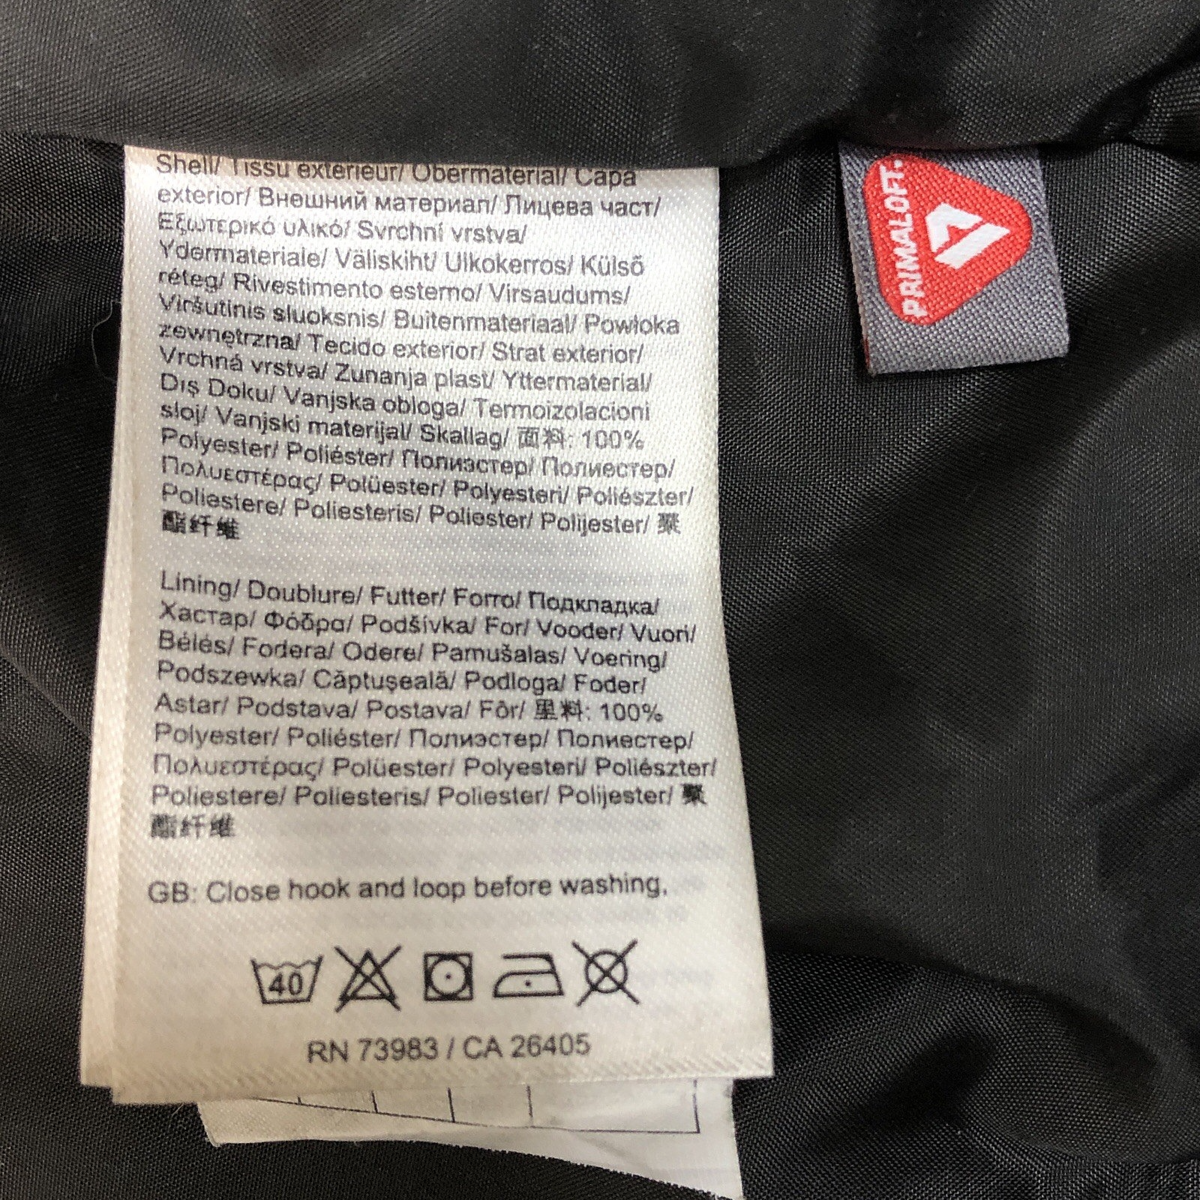 Shell/ Tissu extérieur/ Obermaterial/ Capa
exterior/ Внешний материал/ Лицева част/
Εξωτερικό υλικό/ Svrchní vrstva/
Ydermateriale/ Väliskiht/ Ulkokerros/ Külső
réteg/ Rivestimento esterno/ Virsaudums/
Viršutinis sluoksnis/ Buitenmateriaal/ Powłoka
zewnętrzna/ Tecido exterior/ Strat exterior/
Vrchná vrstva/ Zunanja plast/ Yttermaterial/
Dış Doku/ Vanjska obloga/ Termoizolacioni
sloj/ Vanjski materijal/ Skallag/ 面料: 100%
Polyester/ Poliéster/ Полиэстер/ Полиестер/
Πολυεστέρας/ Polüester/ Polyesteri/ Poliészter/
Poliestere/ Poliesteris/ Poliester/ Polijester/ 聚
酯纤维
Lining/ Doublure/ Futter/ Forro/ Подкладка/
Хастар/ Φόδρα/ Podšívka/ For/ Vooder/ Vuori/
Bélés/ Fodera/ Odere/ Pamušalas/ Voering/
Podszewka/ Căptuşeală/ Podloga/ Foder/
Astar/ Podstava/ Postava/ Fôr/ 里料: 100%
Polyester/ Poliéster/ Полиэстер/ Полиестер/
Πολυεστέρας/ Polüester/ Polyesteri/ Poliészter/
Poliestere/ Poliesteris/ Poliester/ Polijester/ 聚
酯纤维
GB: Close hook and loop before washing.
40
RN 73983 / CA 26405
PRIMALOFT